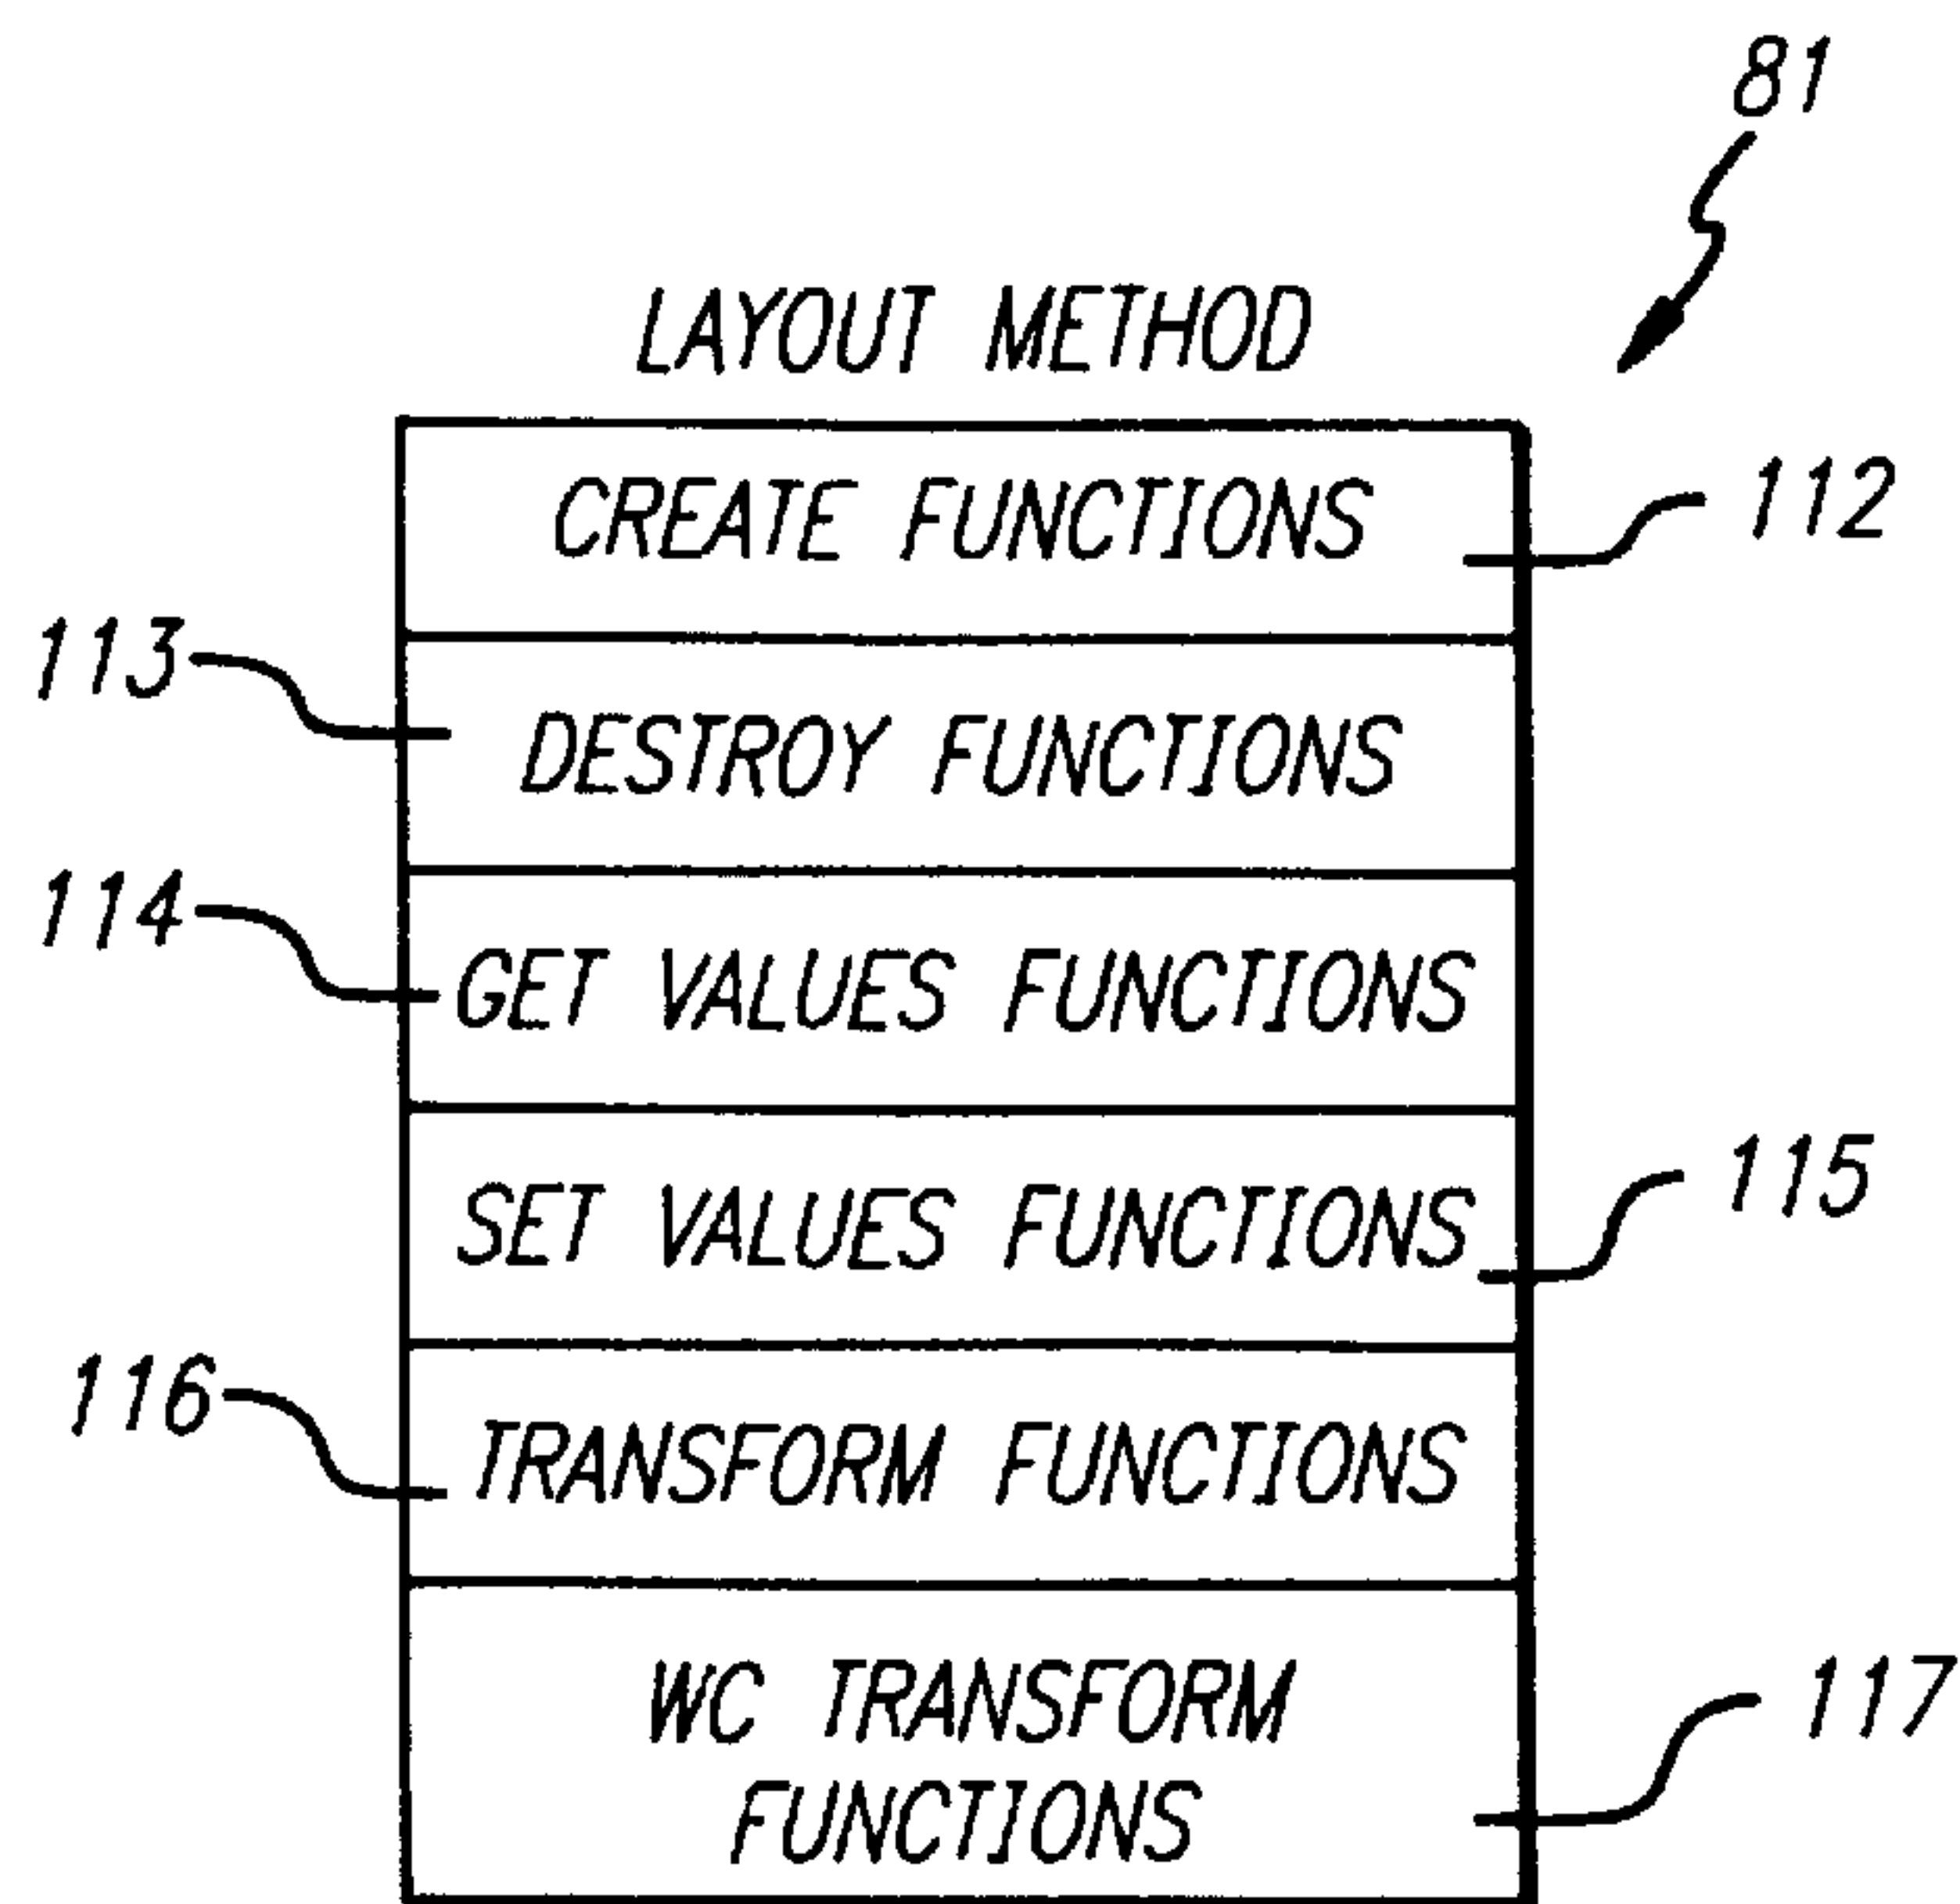 81
LAYOUT METHOD
CREATE FUNCTIONS
112
113
DESTROY FUNCTIONS
114
GET VALUES FUNCTIONS
SET VALUES FUNCTIONS
115
116
TRANSFORM FUNCTIONS
WC TRANSFORM
FUNCTIONS
117